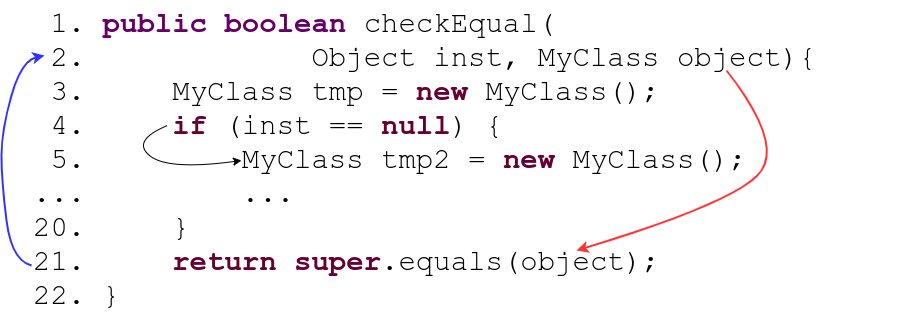 1. public boolean checkEqual(
2. Object inst, MyClass object){
3. MyClass tmp = new MyClass();
4. if (inst == null) {
5. MyClass tmp2 = new MyClass();
... ...
20. }
21. return super.equals(object);
22. }